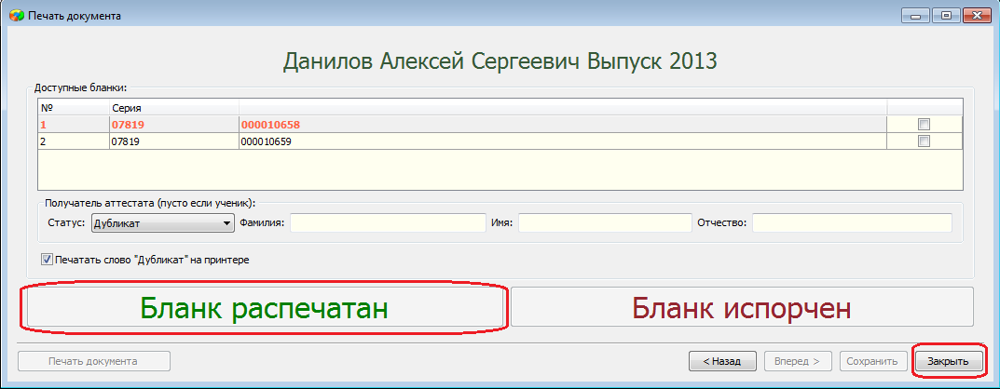 Печать документа
Данилов Алексей Сергеевич Выпуск 2013
Доступные бланки:
№ Серия
1 07819 000010658
2 07819 000010659
Получатель аттестата (пусто если ученик):
Статус: Дубликат Фамилия: Имя: Отчество:
Печатать слово "Дубликат" на принтере
Бланк распечатан Бланк испорчен
Печать документа < Назад Вперед > Сохранить Закрыть